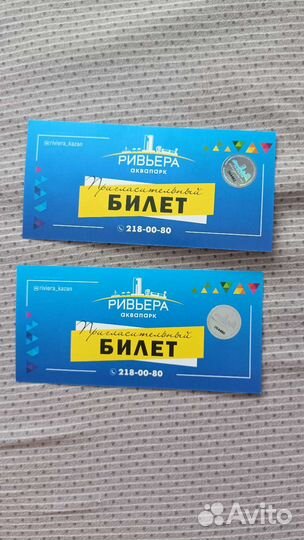 @riviera_kazan
РИВЬЕРА
аквапарк
Пригласительный
БИЛЕТ
218-00-80
@riviera_kazan
РИВЬЕРА
аквапарк
Пригласительный
БИЛЕТ
218-00-80
Avito